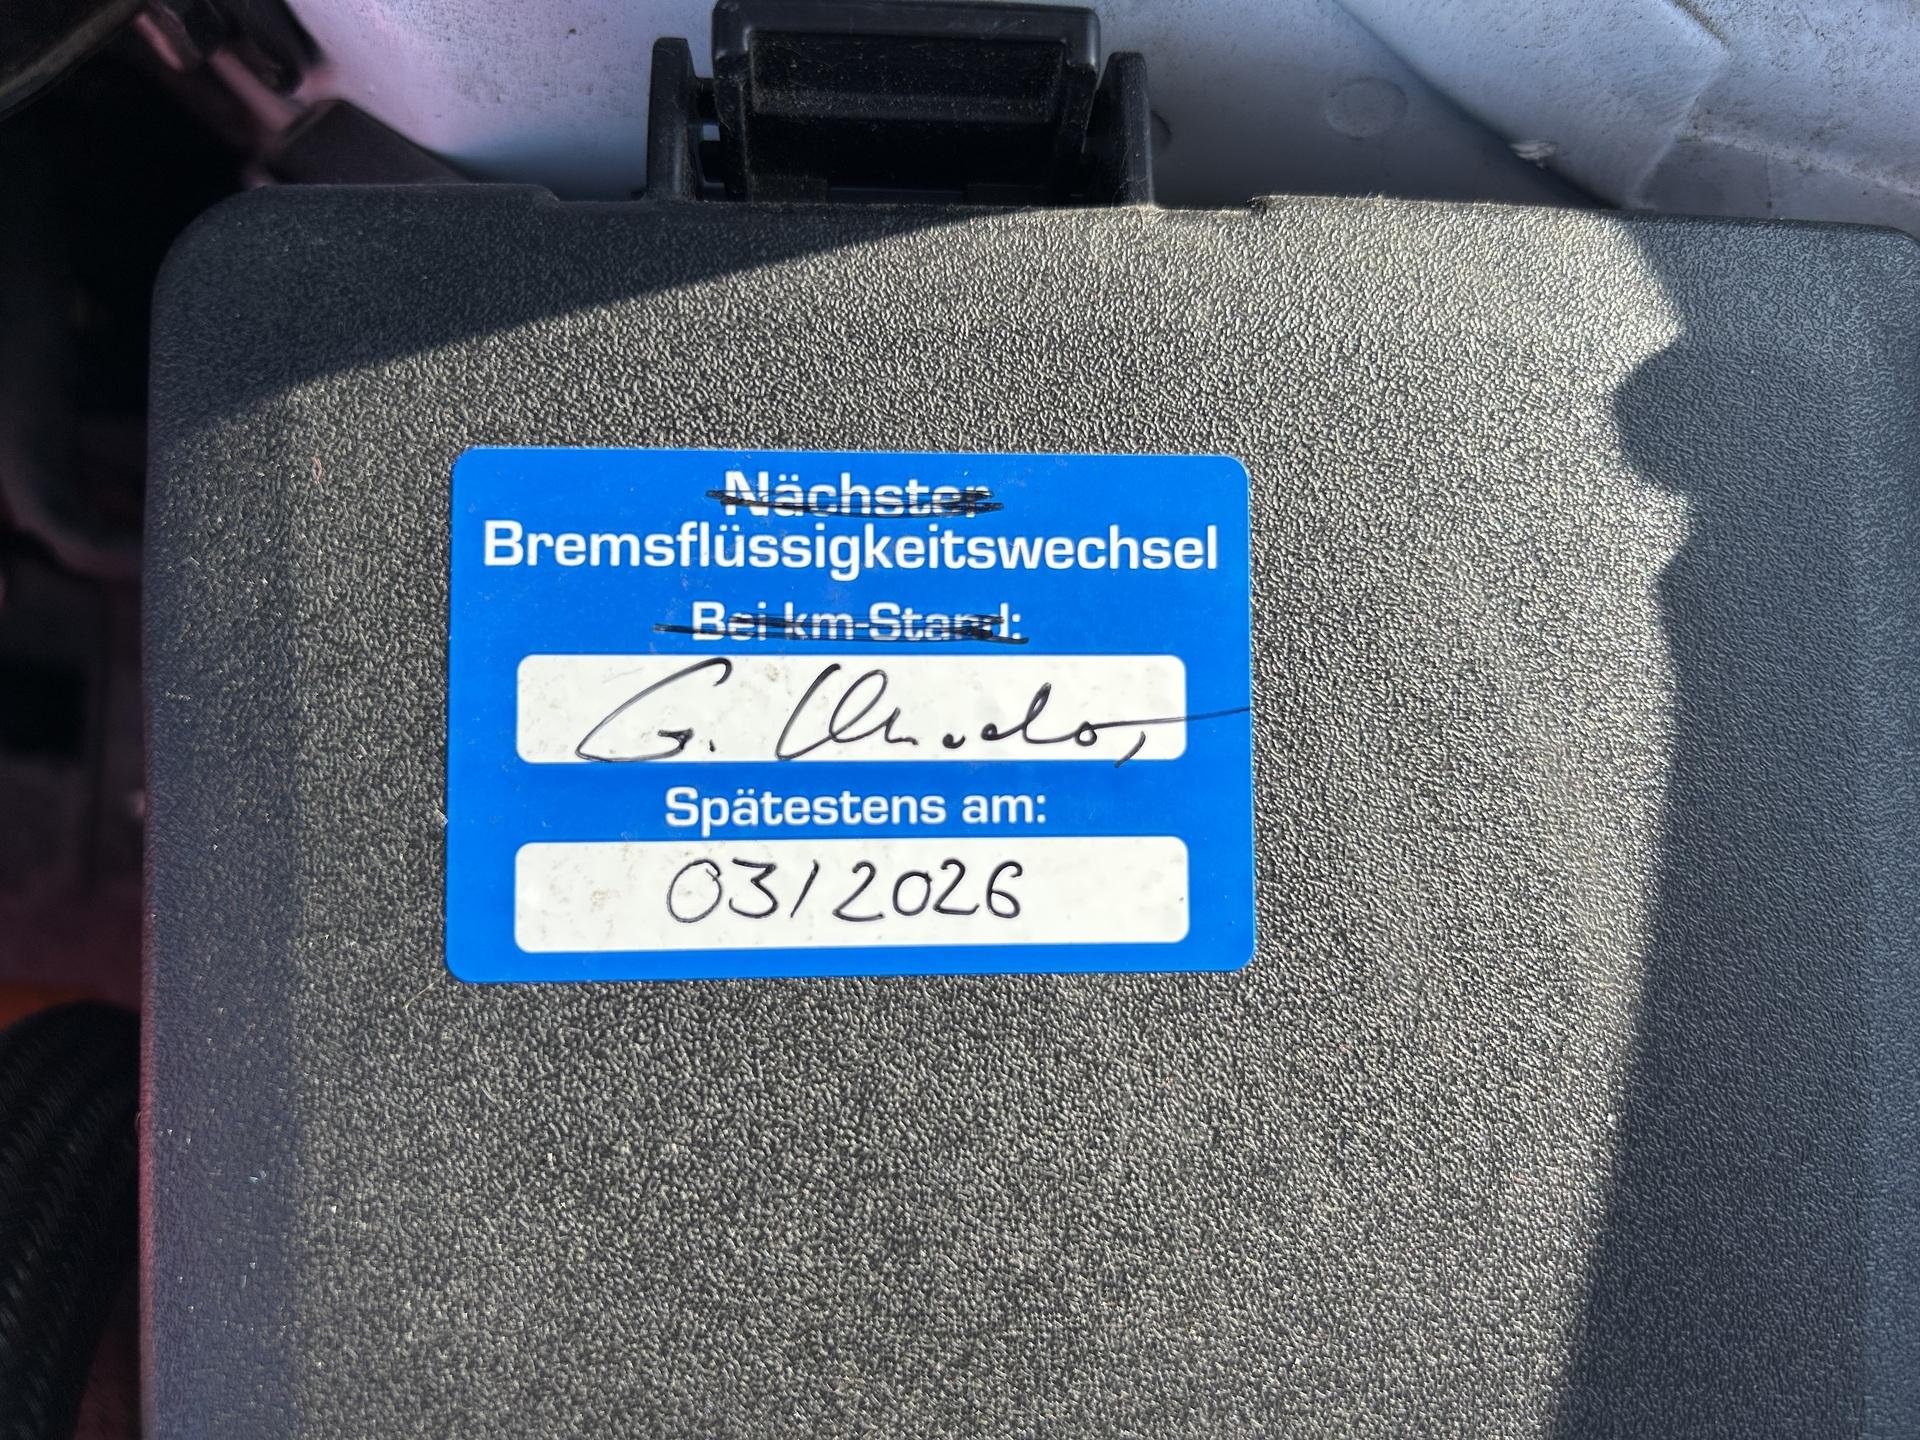 Nächster
Bremsflüssigkeitswechsel
Bei km-Stand:
G.
Spätestens am:
03/2026